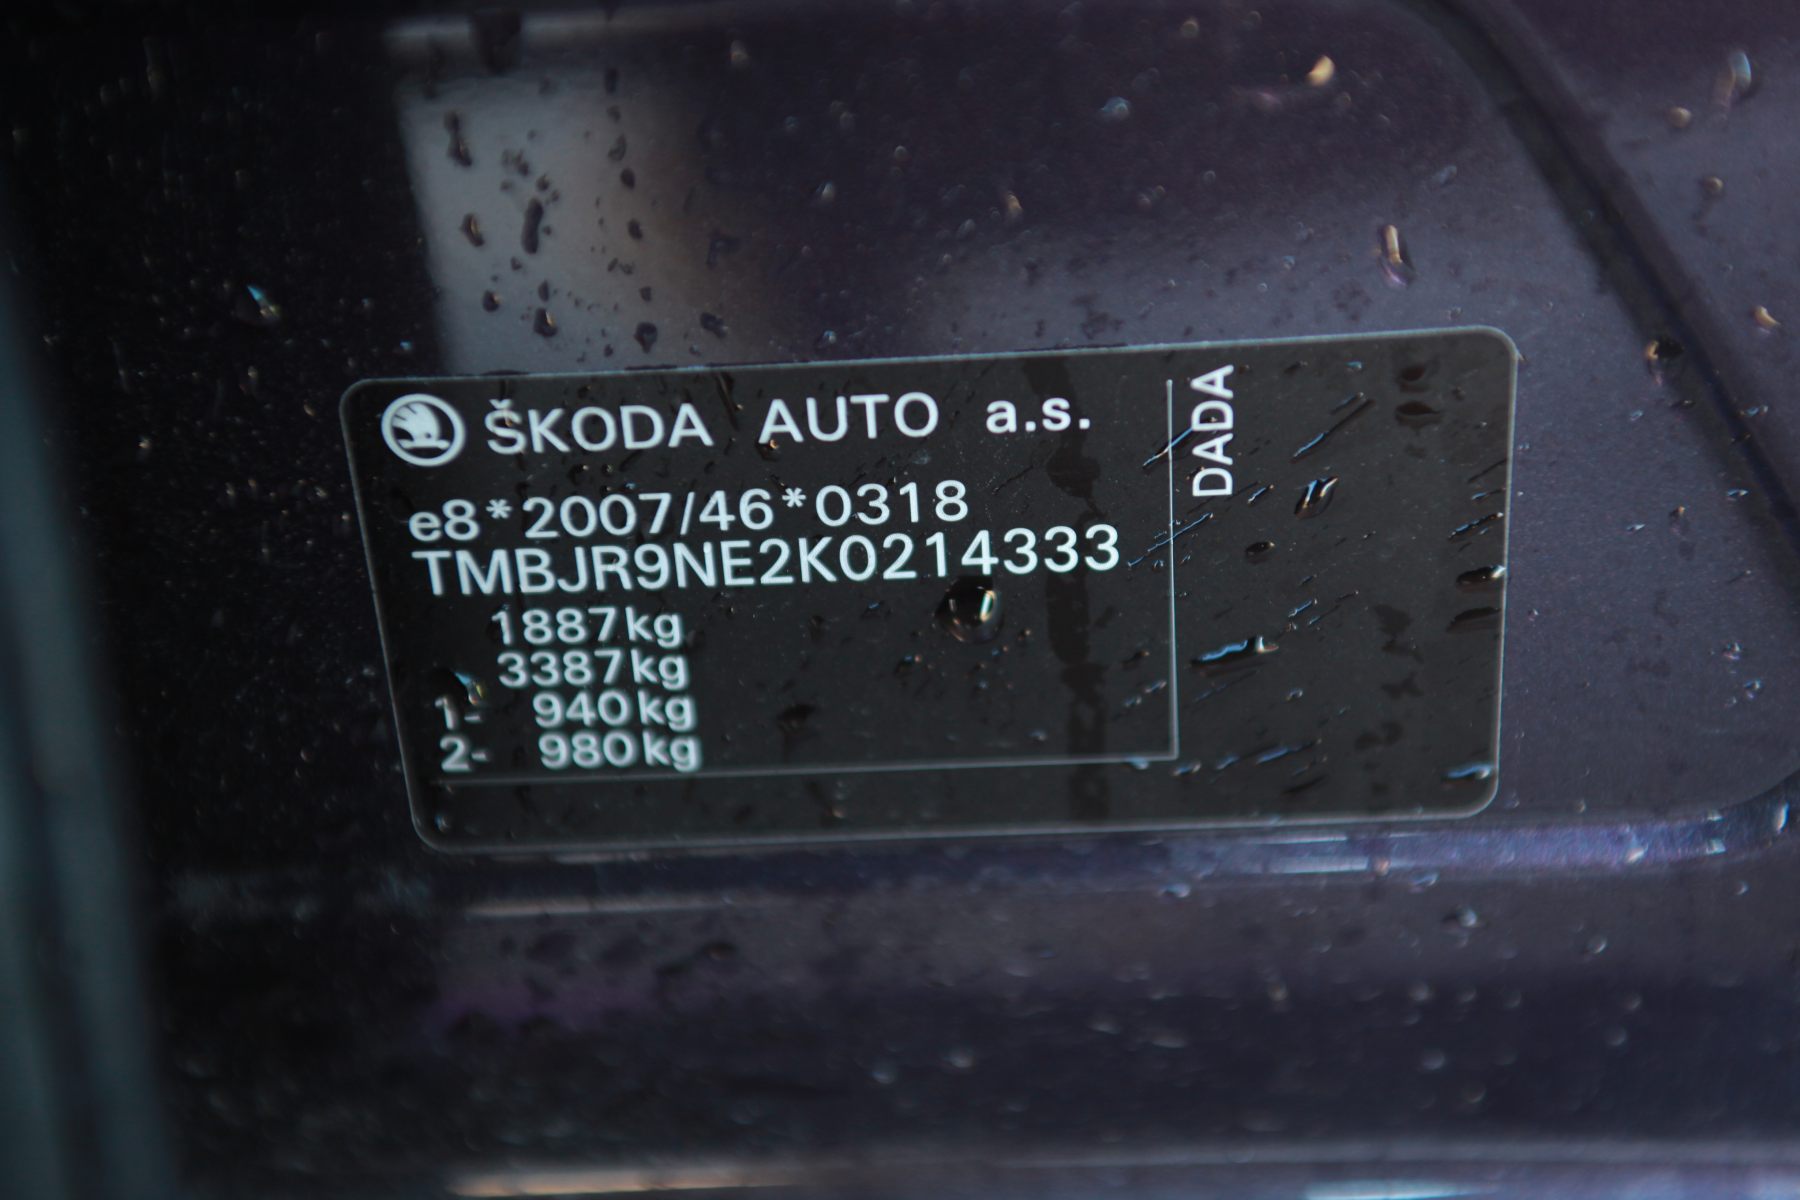 ŠKODA AUTO a.s.
e8*2007/46*0318
TMBJR9NE2K0214333
1887kg
3387kg
1- 940kg
2- 980kg
DADA